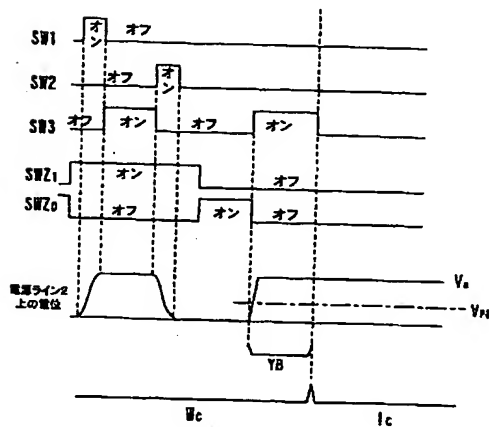 SW1 オン オフ
SW2 オフ オン
SW3 オフ オン オフ オン
SWZ1 オン オフ
SWZ0 オフ オン オフ
電源ライン2
上の電位
Va
YB
Wc Ic